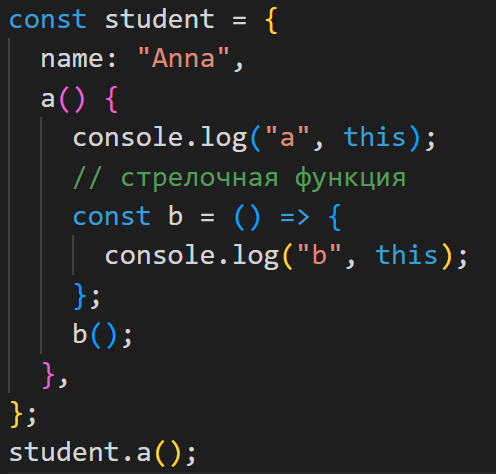 const student = {
  name: "Anna",
  a() {
    console.log("a", this);
    // стрелочная функция
    const b = () => {
      console.log("b", this);
    };
    b();
  },
};
student.a();